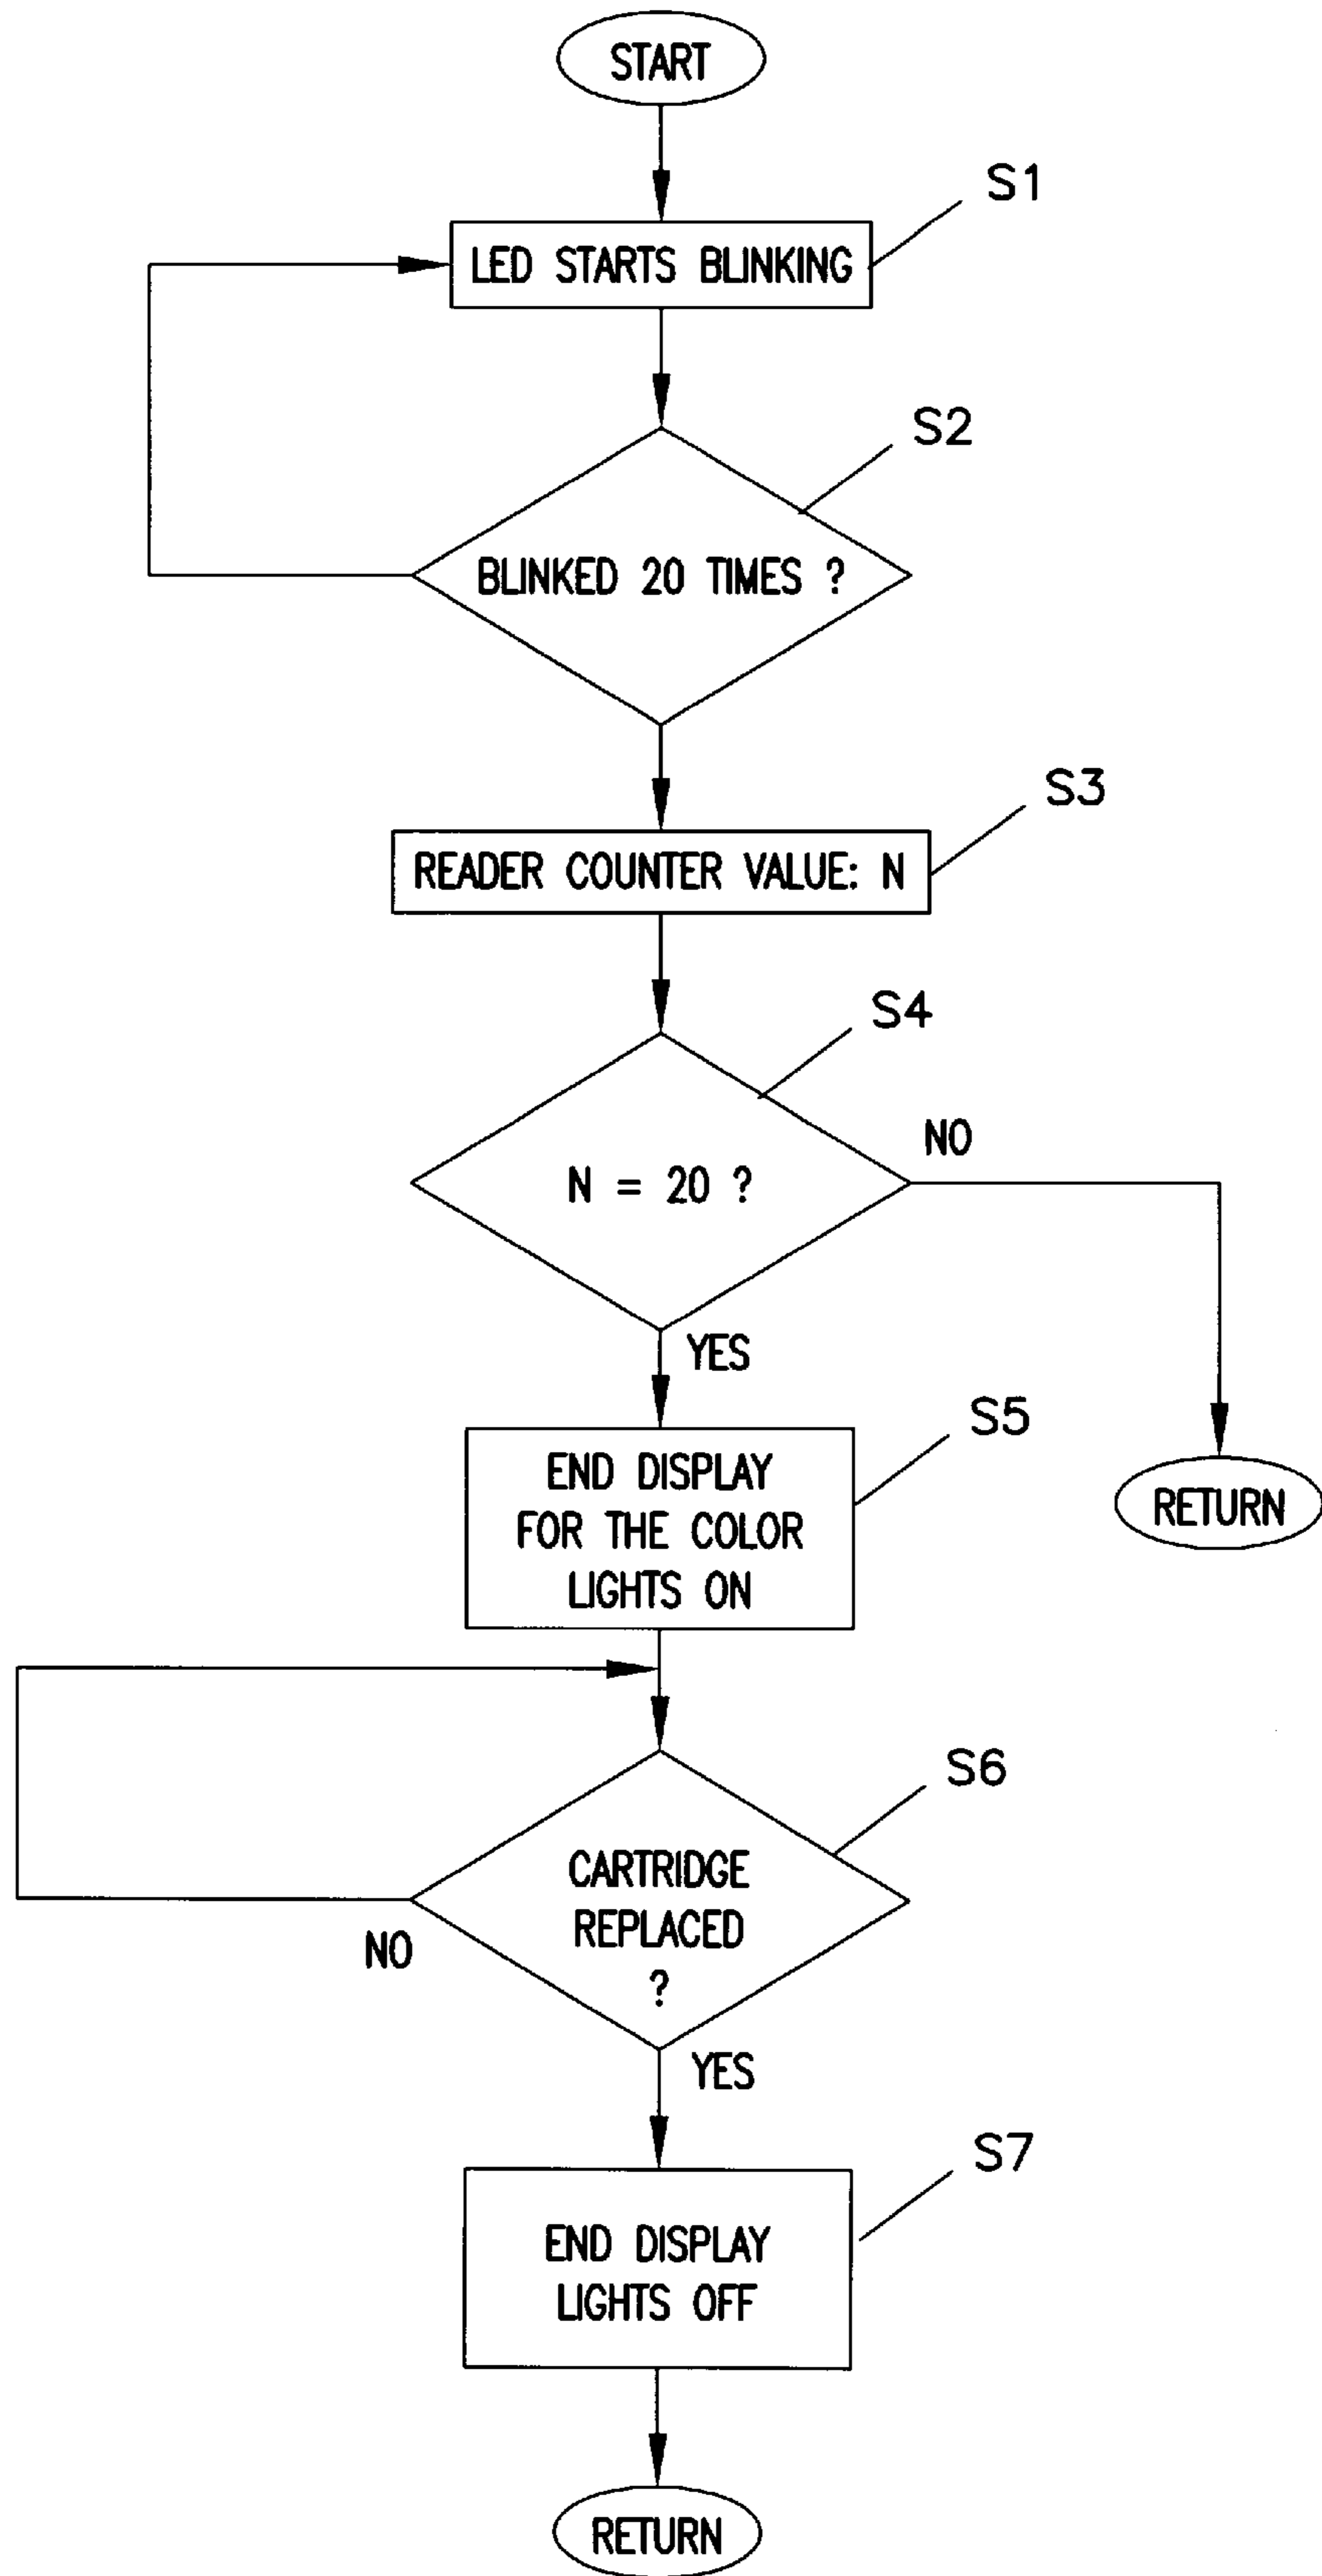 START
S1
LED STARTS BLINKING
S2
BLINKED 20 TIMES ?
S3
READER COUNTER VALUE: N
S4
NO
N = 20 ?
YES
S5
END DISPLAY
FOR THE COLOR
LIGHTS ON
RETURN
S6
CARTRIDGE
REPLACED
?
NO
YES
S7
END DISPLAY
LIGHTS OFF
RETURN